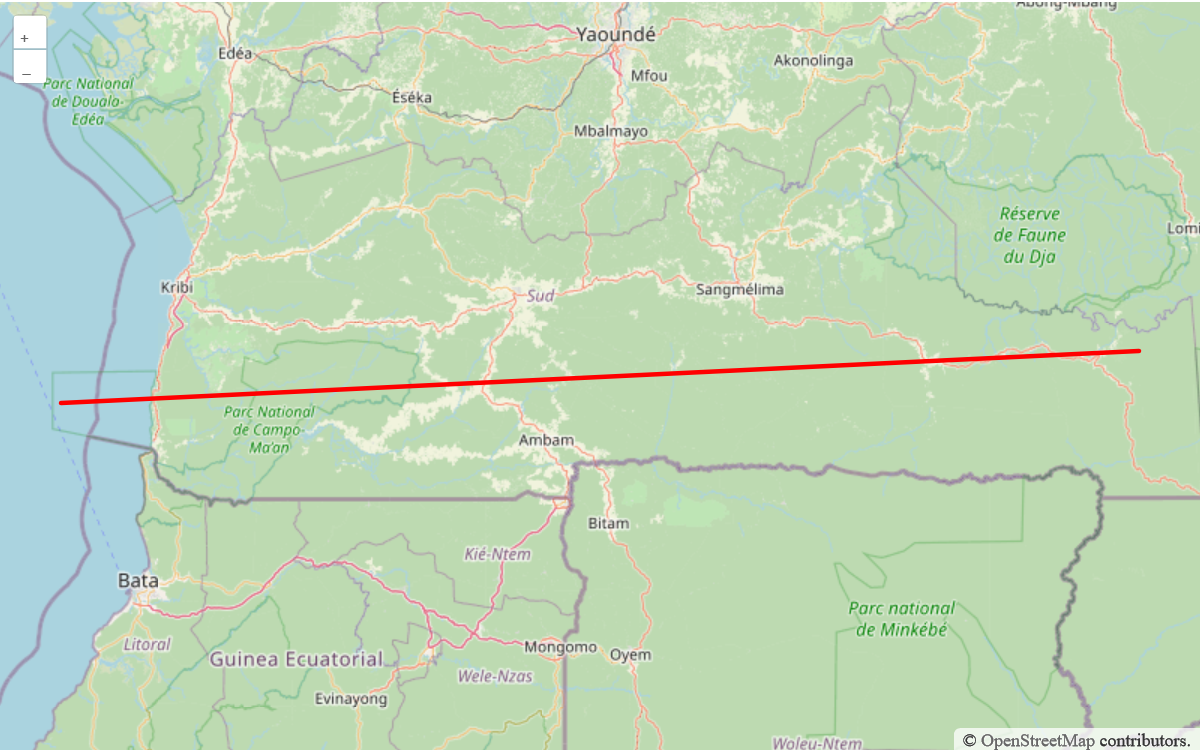 Abong-Mbang
+
–
Yaoundé
Edéa
Akonolinga
Mfou
Parc National
de Douala-
Edéa
Éséka
Mbalmayo
Réserve
de Faune
du Dja
Lomi
Kribi
Sud
Sangmélima
Parc National
de Campo-
Ma'an
Ambam
Bitam
Kié-Ntem
Bata
Parc national
de Minkébé
Litoral
Guinea Ecuatorial
Mongomo
Oyem
Wele-Nzas
Evinayong
Woleu-Ntem
© OpenStreetMap contributors.